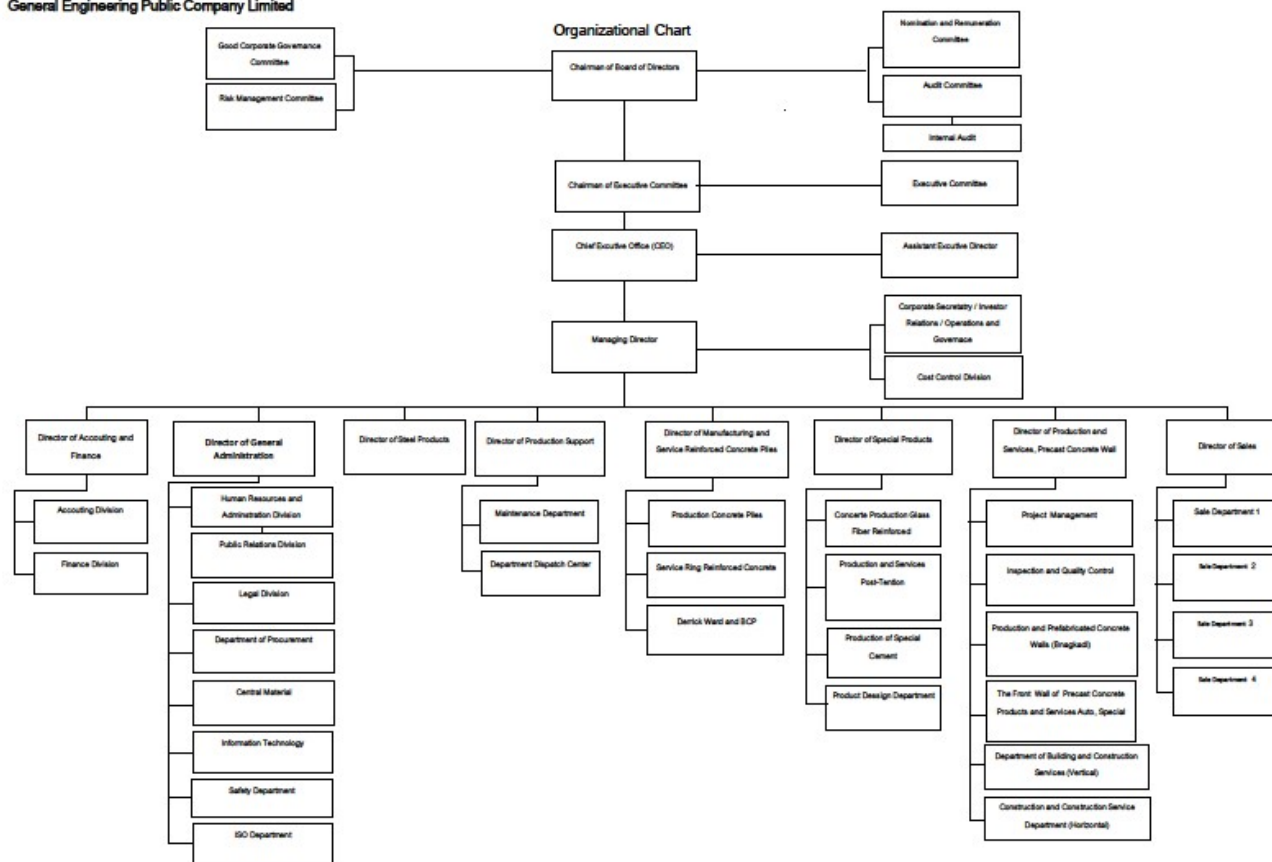 General Engineering Public Company Limited
Organizational Chart
Good Corporate Governance
Committee
Risk Management Committee
Chairman of Board of Directors
Nomination and Remuneration
Committee
Audit Committee
Internal Audit
Chairman of Executive Committee
Executive Committee
Chief Excutive Office (CEO)
Assistant Excutive Director
Managing Director
Corporate Secretatry / Investor
Relations / Operations and
Governace
Cost Control Division
Director of Accouting and
Finance
Accouting Division
Finance Division
Director of General
Administration
Human Resources and
Adminstration Division
Public Relations Division
Legal Division
Department of Procurement
Central Material
Information Technology
Safety Department
ISO Department
Director of Steel Products
Director of Production Support
Maintenance Department
Department Dispatch Center
Director of Manufacturing and
Service Reinforced Concrete Plies
Production Concrete Plies
Service Ring Reinforced Concrete
Derrick Ward and BCP
Director of Special Products
Concerte Production Glass
Fiber Reinforced
Production and Services
Post-Tention
Production of Special
Cement
Product Dessign Department
Director of Production and
Services, Precast Concrete Wall
Project Management
Inspection and Quality Control
Production and Prefabricated Concrete
Walls (Bnagkadi)
The Front Wall of Precast Concrete
Products and Services Auto, Special
Department of Building and Construction
Services (Vertical)
Construction and Construction Service
Department (Horizontal)
Director of Sales
Sale Department 1
Sale Department 2
Sale Department 3
Sale Department 4